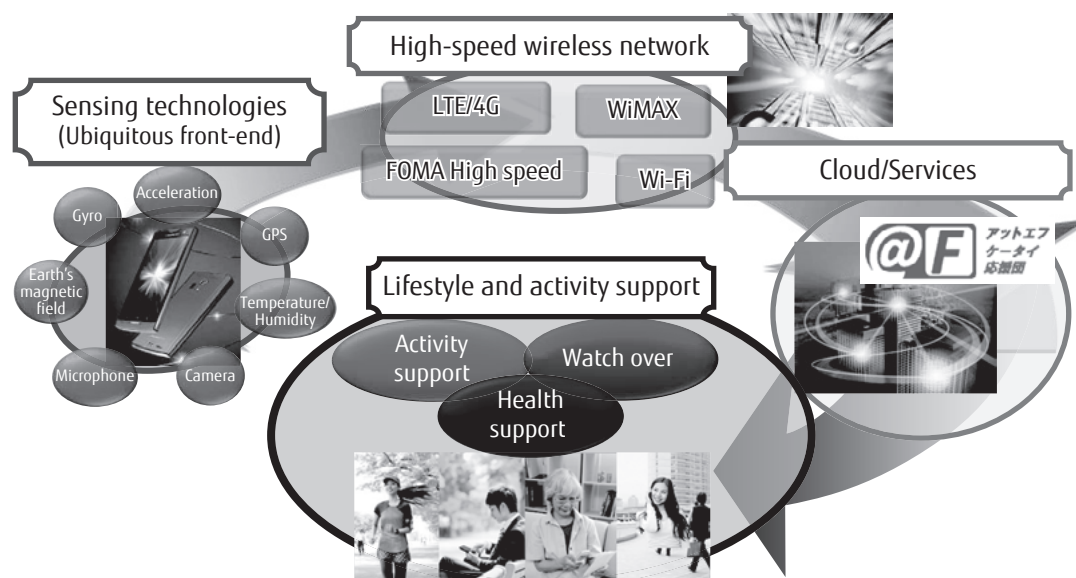 High-speed wireless network
LTE/4G
WiMAX
FOMA High speed
Wi-Fi
Sensing technologies
(Ubiquitous front-end)
Acceleration
Gyro
GPS
Earth's
magnetic
field
Temperature/
Humidity
Microphone
Camera
Cloud/Services
@F
アットエフ
ケータイ
応援団
Lifestyle and activity support
Activity
support
Watch over
Health
support